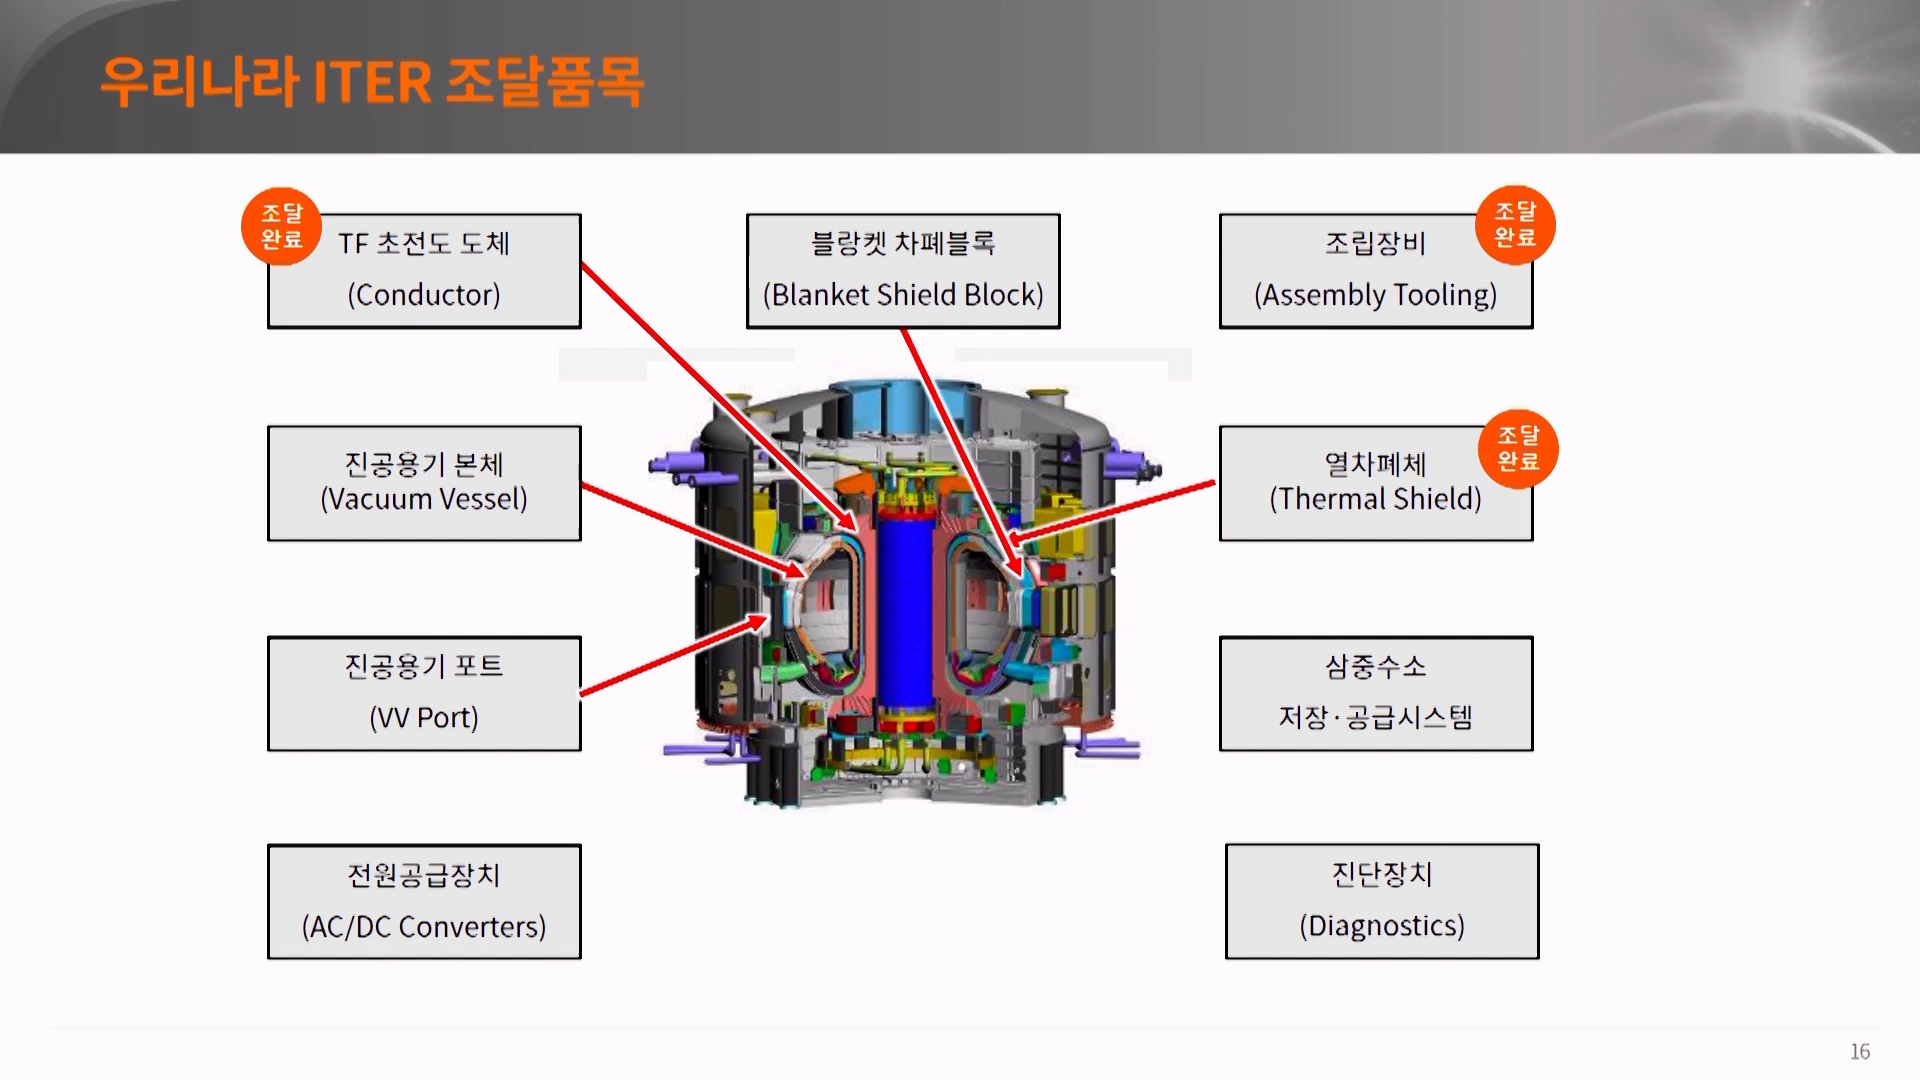 우리나라 ITER 조달품목
조달
완료
TF 초전도 도체
(Conductor)
블랑켓 차폐블록
(Blanket Shield Block)
조달
완료
조립장비
(Assembly Tooling)
진공용기 본체
(Vacuum Vessel)
조달
완료
열차폐체
(Thermal Shield)
진공용기 포트
(VV Port)
삼중수소
저장·공급시스템
전원공급장치
(AC/DC Converters)
진단장치
(Diagnostics)
16